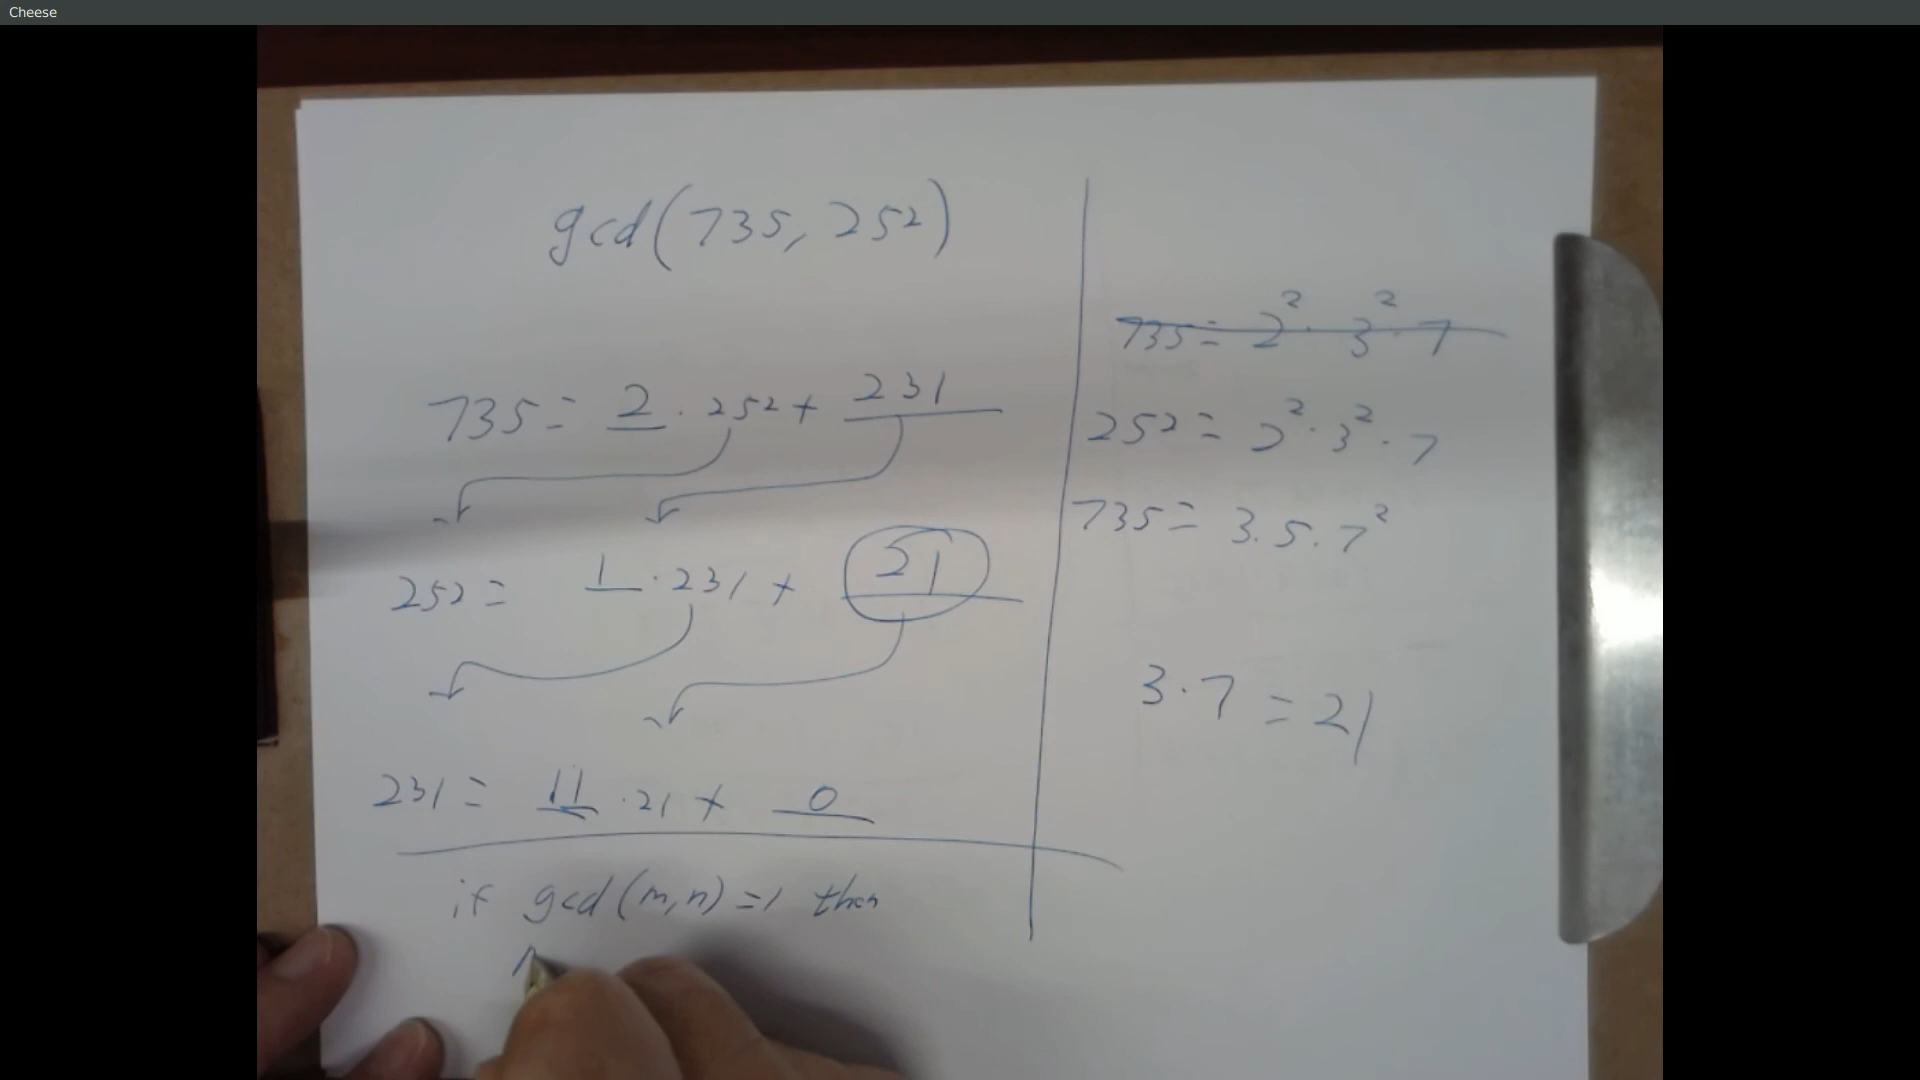 Cheese
gcd(735, 252)
735 = 2 · 252 + 231
252 = 1 · 231 + 21
231 = 11 · 21 + 0
if gcd(m,n) = 1 then
735 = 2² · 3² · 7
252 = 2² · 3² · 7
735 = 3 · 5 · 7²
3 · 7 = 21